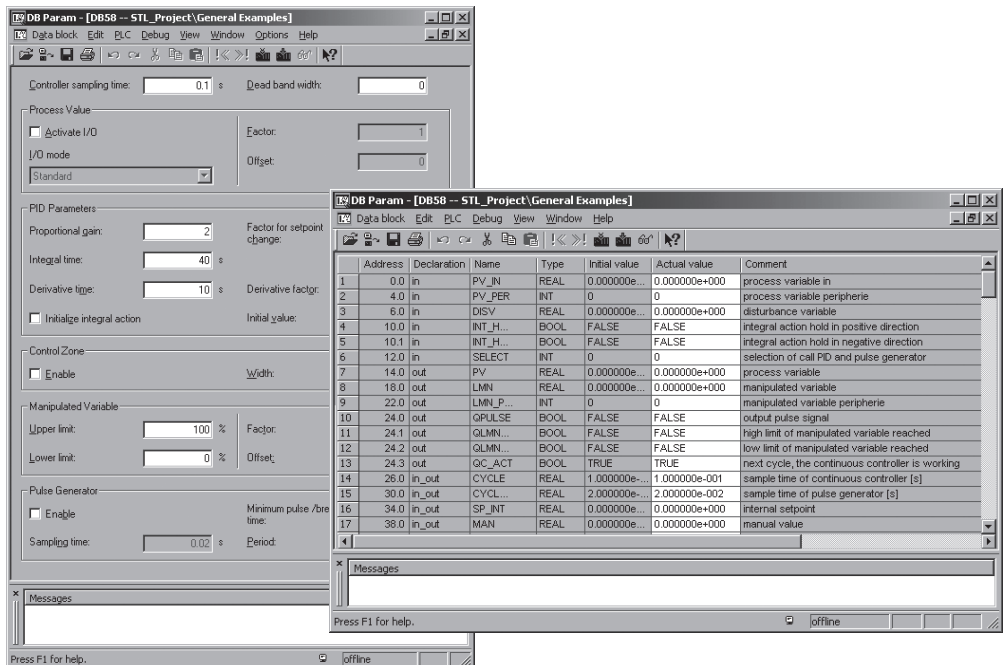 DB Param - [DB58 -- STL_Project\General Examples]
Data block Edit PLC Debug View Window Options Help
Controller sampling time: 0.1 s Dead band width: 0
Process Value
Activate I/O Factor: 1
I/O mode
Offset: 0
Standard
PID Parameters
Proportional gain: 2 Factor for setpoint change:
Integral time: 40 s
Derivative time: 10 s Derivative factor:
Initialize integral action Initial value:
Control Zone
Enable Width:
Manipulated Variable
Upper limit: 100 % Factor:
Lower limit: 0 % Offset:
Pulse Generator
Enable Minimum pulse /bre
time:
Sampling time: 0.02 s Period:
Messages
Press F1 for help. offline
DB Param - [DB58 -- STL_Project\General Examples]
Data block Edit PLC Debug View Window Help
Address Declaration Name Type Initial value Actual value Comment
1 0.0 in PV_IN REAL 0.000000e... 0.000000e+000 process variable in
2 4.0 in PV_PER INT 0 0 process variable peripherie
3 6.0 in DISV REAL 0.000000e... 0.000000e+000 disturbance variable
4 10.0 in INT_H... BOOL FALSE FALSE integral action hold in positive direction
5 10.1 in INT_H... BOOL FALSE FALSE integral action hold in negative direction
6 12.0 in SELECT INT 0 0 selection of call PID and pulse generator
7 14.0 out PV REAL 0.000000e... 0.000000e+000 process variable
8 18.0 out LMN REAL 0.000000e... 0.000000e+000 manipulated variable
9 22.0 out LMN_P... INT 0 0 manipulated variable peripherie
10 24.0 out QPULSE BOOL FALSE FALSE output pulse signal
11 24.1 out QLMN... BOOL FALSE FALSE high limit of manipulated variable reached
12 24.2 out QLMN... BOOL FALSE FALSE low limit of manipulated variable reached
13 24.3 out QC_ACT BOOL TRUE TRUE next cycle, the continuous controller is working
14 26.0 in_out CYCLE REAL 1.000000e-... 1.000000e-001 sample time of continuous controller [s]
15 30.0 in_out CYCL... REAL 2.000000e-... 2.000000e-002 sample time of pulse generator [s]
16 34.0 in_out SP_INT REAL 0.000000e... 0.000000e+000 internal setpoint
17 38.0 in_out MAN REAL 0.000000e... 0.000000e+000 manual value
Messages
Press F1 for help. offline